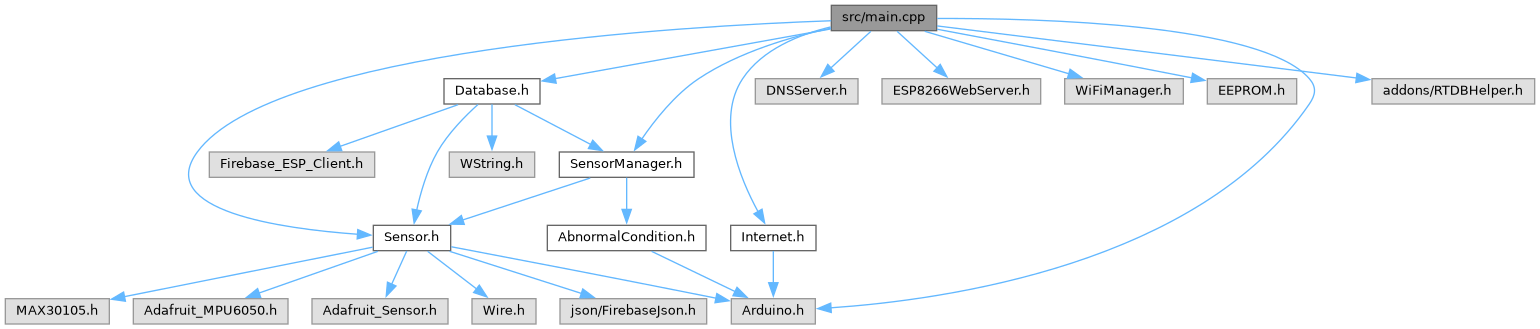 src/main.cpp
Database.h
DNSServer.h
ESP8266WebServer.h
WiFiManager.h
EEPROM.h
addons/RTDBHelper.h
Firebase_ESP_Client.h
WString.h
SensorManager.h
Sensor.h
AbnormalCondition.h
Internet.h
MAX30105.h
Adafruit_MPU6050.h
Adafruit_Sensor.h
Wire.h
json/FirebaseJson.h
Arduino.h